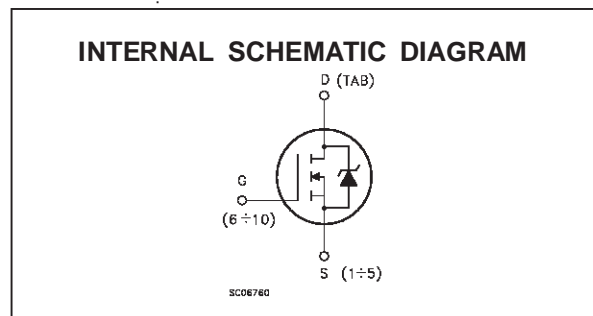 INTERNAL SCHEMATIC DIAGRAM
D (TAB)
G
(6÷10)
S (1÷5)
SC06760